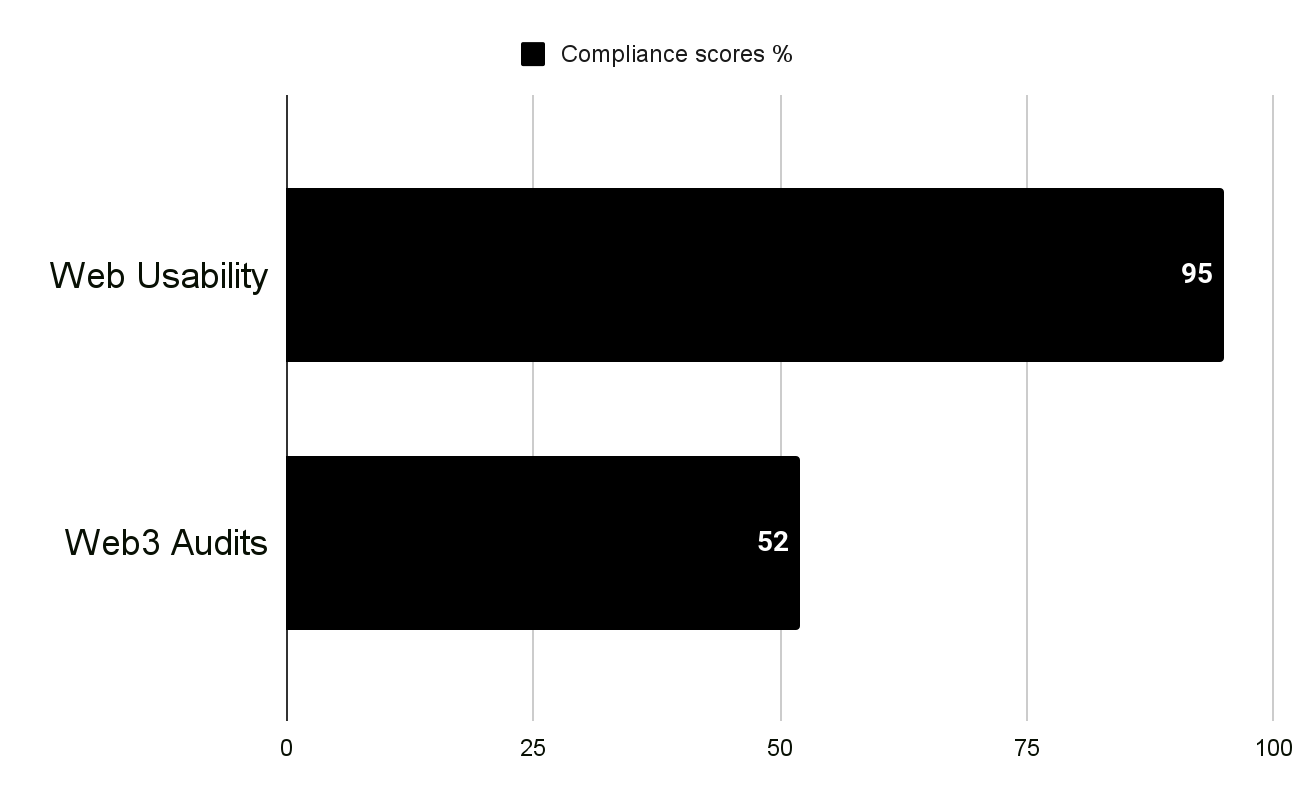 Compliance scores %
Web Usability
95
Web3 Audits
52
0 25 50 75 100